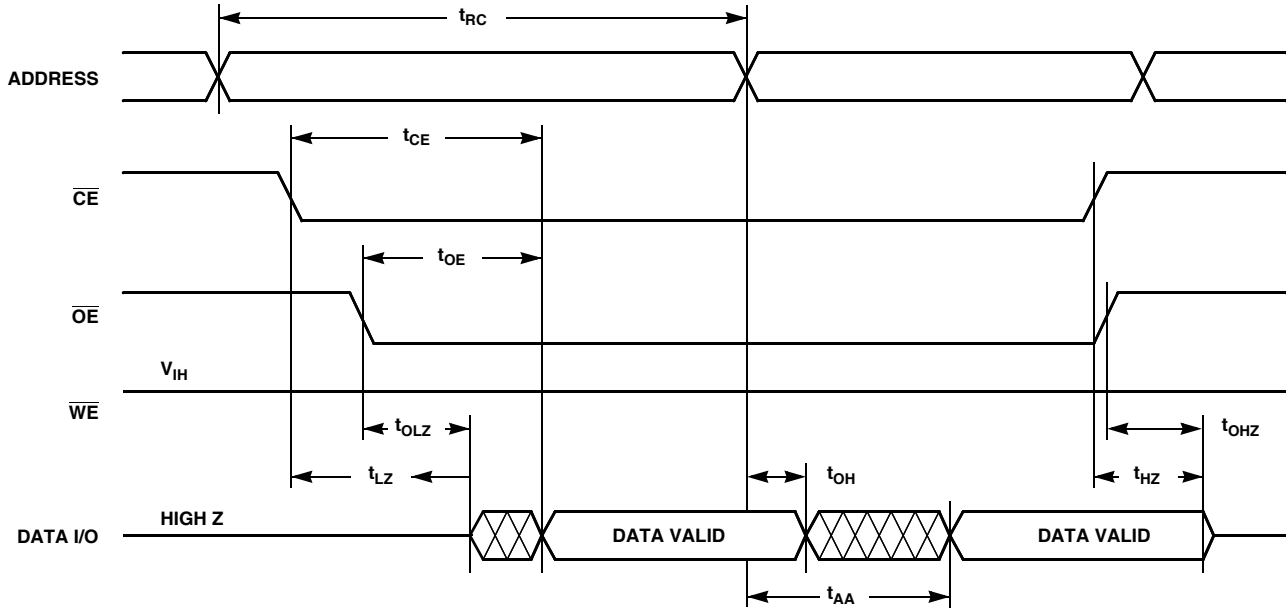 tRC
ADDRESS
tCE
CE
tOE
OE
VIH
WE
tOLZ
tOHZ
tLZ
tOH
tHZ
HIGH Z
DATA I/O
DATA VALID
DATA VALID
tAA